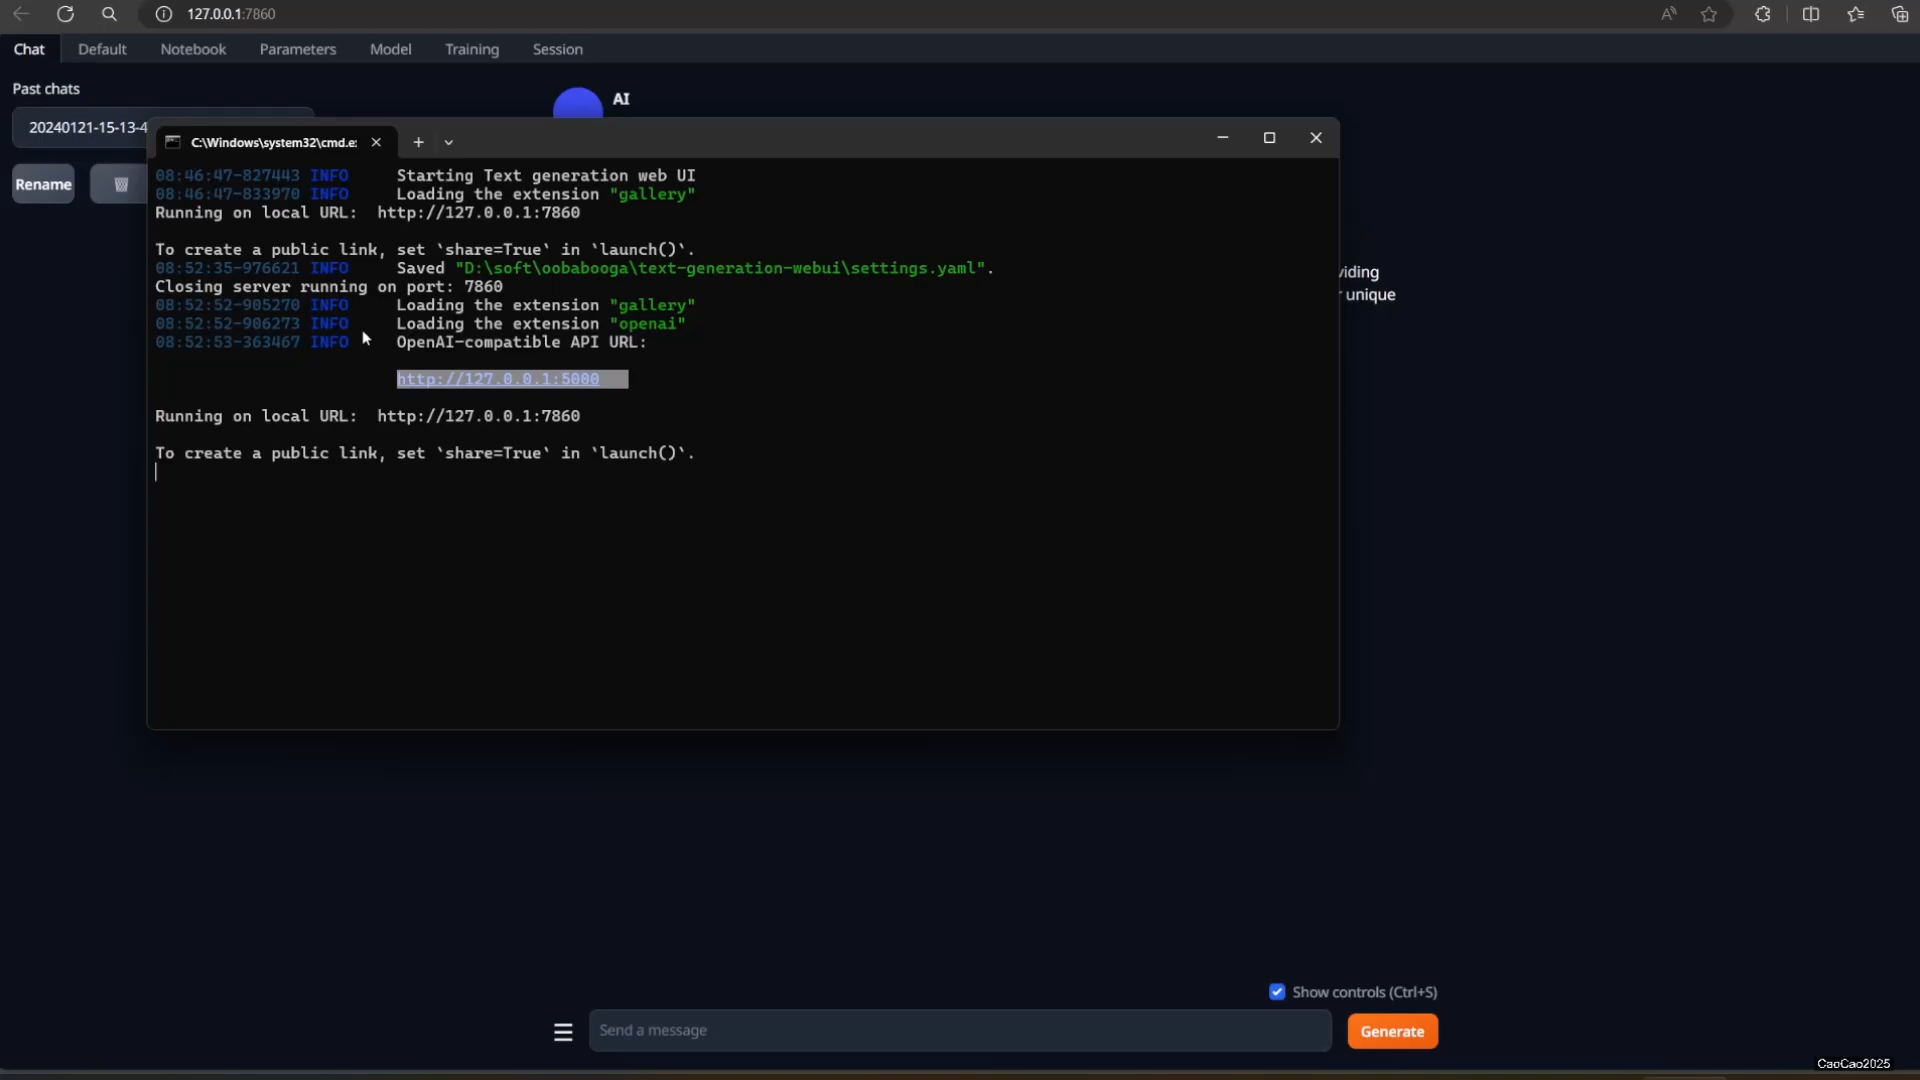 127.0.0.1:7860
Chat Default Notebook Parameters Model Training Session
Past chats
AI
20240121-15-13-4
Rename
C:\Windows\system32\cmd.e:
08:46:47-827443 INFO Starting Text generation web UI
08:46:47-833970 INFO Loading the extension "gallery"
Running on local URL: http://127.0.0.1:7860
To create a public link, set `share=True` in `launch()`.
08:52:35-976621 INFO Saved "D:\soft\oobabooga\text-generation-webui\settings.yaml".
Closing server running on port: 7860
08:52:52-905270 INFO Loading the extension "gallery"
08:52:52-906273 INFO Loading the extension "openai"
08:52:53-363467 INFO OpenAI-compatible API URL:
http://127.0.0.1:5000
Running on local URL: http://127.0.0.1:7860
To create a public link, set `share=True` in `launch()`.
viding
unique
Show controls (Ctrl+S)
Send a message
Generate
CaoCao2025